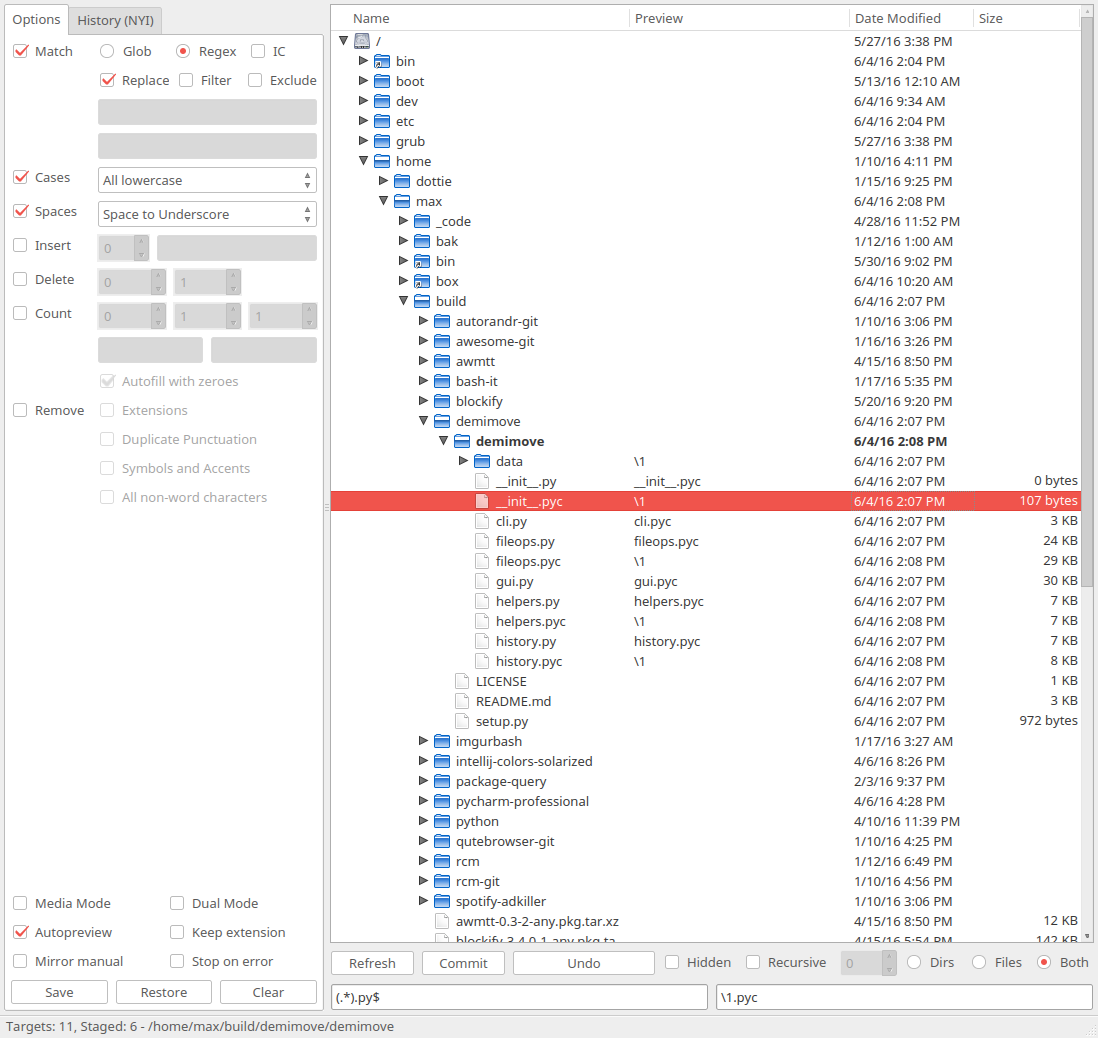 Options History (NYI)
Match Glob Regex IC
Replace Filter Exclude
Cases All lowercase
Spaces Space to Underscore
Insert 0
Delete 0 1
Count 0 1 1
Autofill with zeroes
Remove Extensions
Duplicate Punctuation
Symbols and Accents
All non-word characters
Media Mode Dual Mode
Autopreview Keep extension
Mirror manual Stop on error
Save Restore Clear
Name Preview Date Modified Size
/ 5/27/16 3:38 PM
bin 6/4/16 2:04 PM
boot 5/13/16 12:10 AM
dev 6/4/16 9:34 AM
etc 6/4/16 2:04 PM
grub 5/27/16 3:38 PM
home 1/10/16 4:11 PM
dottie 1/15/16 9:25 PM
max 6/4/16 2:08 PM
_code 4/28/16 11:52 PM
bak 1/12/16 1:00 AM
bin 5/30/16 9:02 PM
box 6/4/16 10:20 AM
build 6/4/16 2:07 PM
autorandr-git 1/10/16 3:06 PM
awesome-git 1/16/16 3:26 PM
awmtt 4/15/16 8:50 PM
bash-it 1/17/16 5:35 PM
blockify 5/20/16 9:20 PM
demimove 6/4/16 2:07 PM
demimove 6/4/16 2:08 PM
data \1 6/4/16 2:07 PM
__init__.py __init__.pyc 6/4/16 2:07 PM 0 bytes
__init__.pyc \1 6/4/16 2:07 PM 107 bytes
cli.py cli.pyc 6/4/16 2:07 PM 3 KB
fileops.py fileops.pyc 6/4/16 2:07 PM 24 KB
fileops.pyc \1 6/4/16 2:08 PM 29 KB
gui.py gui.pyc 6/4/16 2:07 PM 30 KB
helpers.py helpers.pyc 6/4/16 2:07 PM 7 KB
helpers.pyc \1 6/4/16 2:08 PM 7 KB
history.py history.pyc 6/4/16 2:07 PM 7 KB
history.pyc \1 6/4/16 2:08 PM 8 KB
LICENSE 6/4/16 2:07 PM 1 KB
README.md 6/4/16 2:07 PM 3 KB
setup.py 6/4/16 2:07 PM 972 bytes
imgurbash 1/17/16 3:27 AM
intellij-colors-solarized 4/6/16 8:26 PM
package-query 2/3/16 9:37 PM
pycharm-professional 4/6/16 4:28 PM
python 4/10/16 11:39 PM
qutebrowser-git 1/10/16 4:25 PM
rcm 1/12/16 6:49 PM
rcm-git 1/10/16 4:56 PM
spotify-adkiller 1/10/16 3:06 PM
awmtt-0.3-2-any.pkg.tar.xz 4/15/16 8:50 PM 12 KB
blockify-3.4.0.1-any.pkg.ta 4/15/16 5:54 PM 142 KB
Refresh Commit Undo Hidden Recursive 0 Dirs Files Both
(.*).py$ \1.pyc
Targets: 11, Staged: 6 - /home/max/build/demimove/demimove